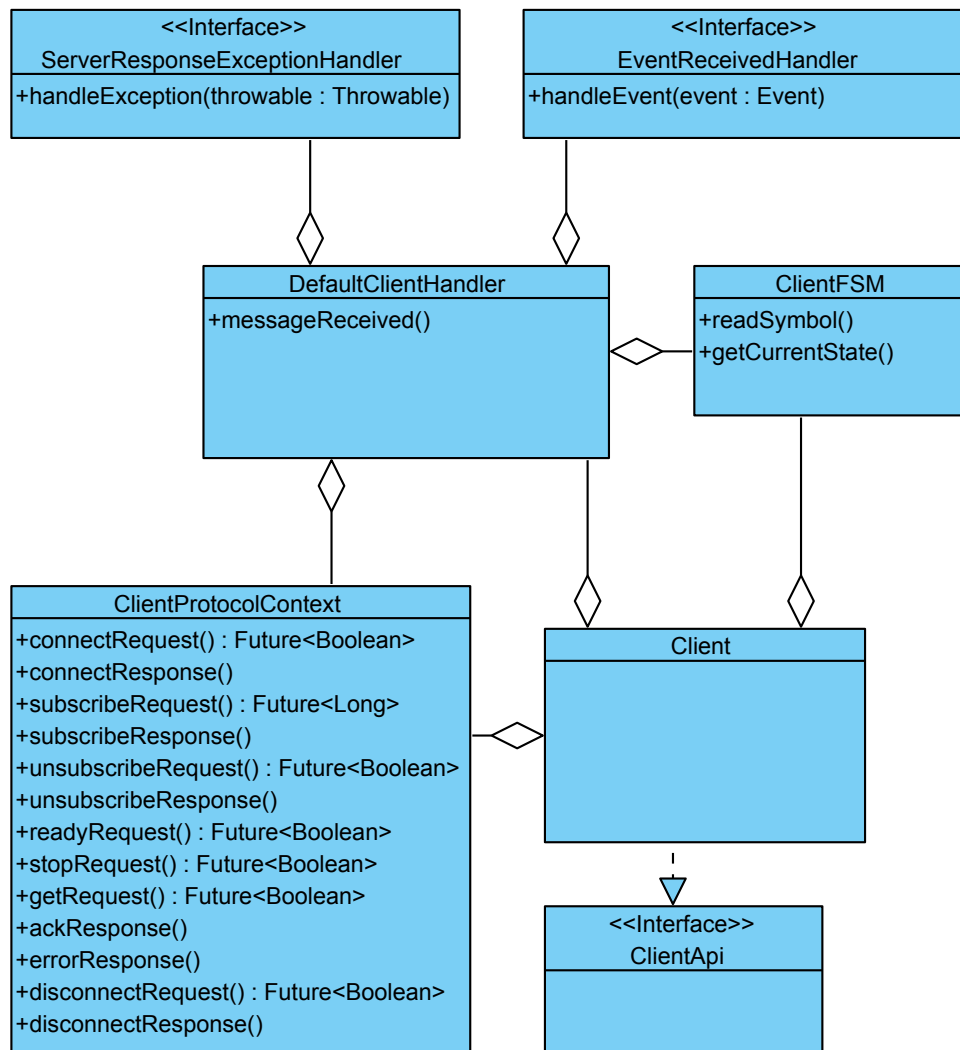 <<Interface>>
ServerResponseExceptionHandler
+handleException(throwable : Throwable)
<<Interface>>
EventReceivedHandler
+handleEvent(event : Event)
DefaultClientHandler
+messageReceived()
ClientFSM
+readSymbol()
+getCurrentState()
ClientProtocolContext
+connectRequest() : Future<Boolean>
+connectResponse()
+subscribeRequest() : Future<Long>
+subscribeResponse()
+unsubscribeRequest() : Future<Boolean>
+unsubscribeResponse()
+readyRequest() : Future<Boolean>
+stopRequest() : Future<Boolean>
+getRequest() : Future<Boolean>
+ackResponse()
+errorResponse()
+disconnectRequest() : Future<Boolean>
+disconnectResponse()
Client
<<Interface>>
ClientApi